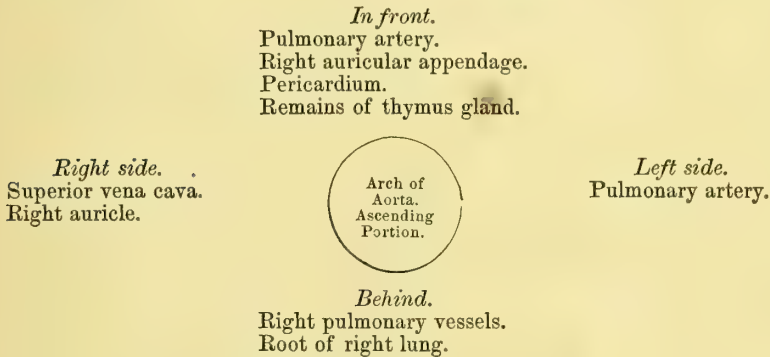 In front.
Pulmonary artery.
Right auricular appendage.
Pericardium.
Remains of thymus gland.
Right side.
Superior vena cava.
Right auricle.
Arch of
Aorta.
Ascending
Portion.
Left side.
Pulmonary artery.
Behind.
Right pulmonary vessels.
Root of right lung.